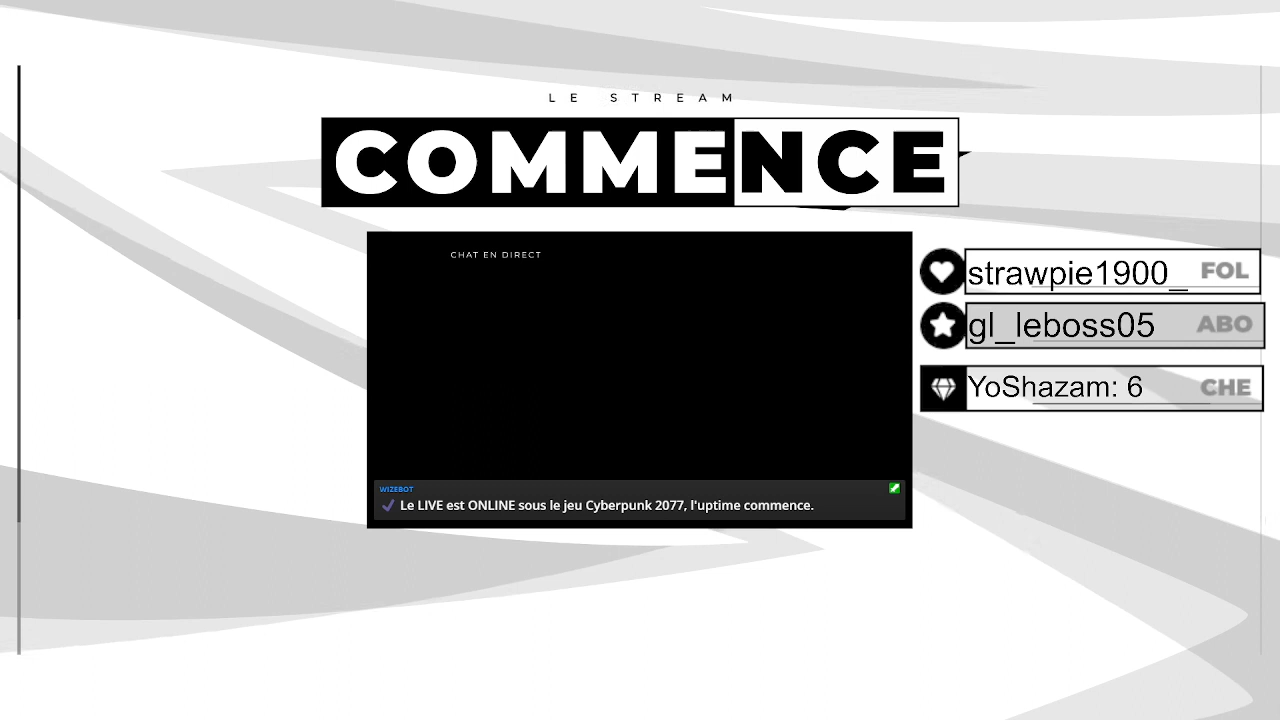 LE STREAM
COMMENCE
CHAT EN DIRECT
strawpie1900_ FOL
gl_leboss05 ABO
YoShazam: 6 CHE
WIZEBOT
Le LIVE est ONLINE sous le jeu Cyberpunk 2077, l'uptime commence.